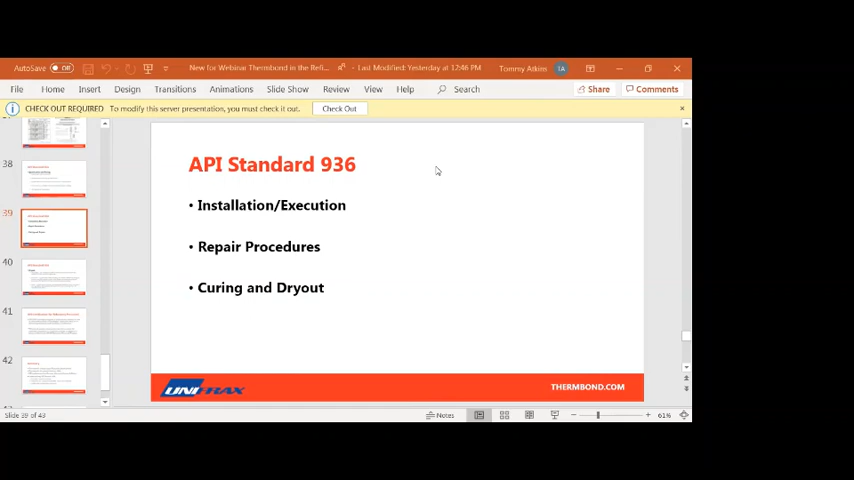 AutoSave Off New for Webinar Thermbond in the Refi... - Last Modified: Yesterday at 12:46 PM Tommy Atkins TA
File Home Insert Design Transitions Animations Slide Show Review View Help Search Share Comments
CHECK OUT REQUIRED To modify this server presentation, you must check it out. Check Out
38
39
40
41
42
API Standard 936
• Installation/Execution
• Repair Procedures
• Curing and Dryout
UNIFRAX
THERMBOND.COM
Slide 39 of 43 Notes 61%